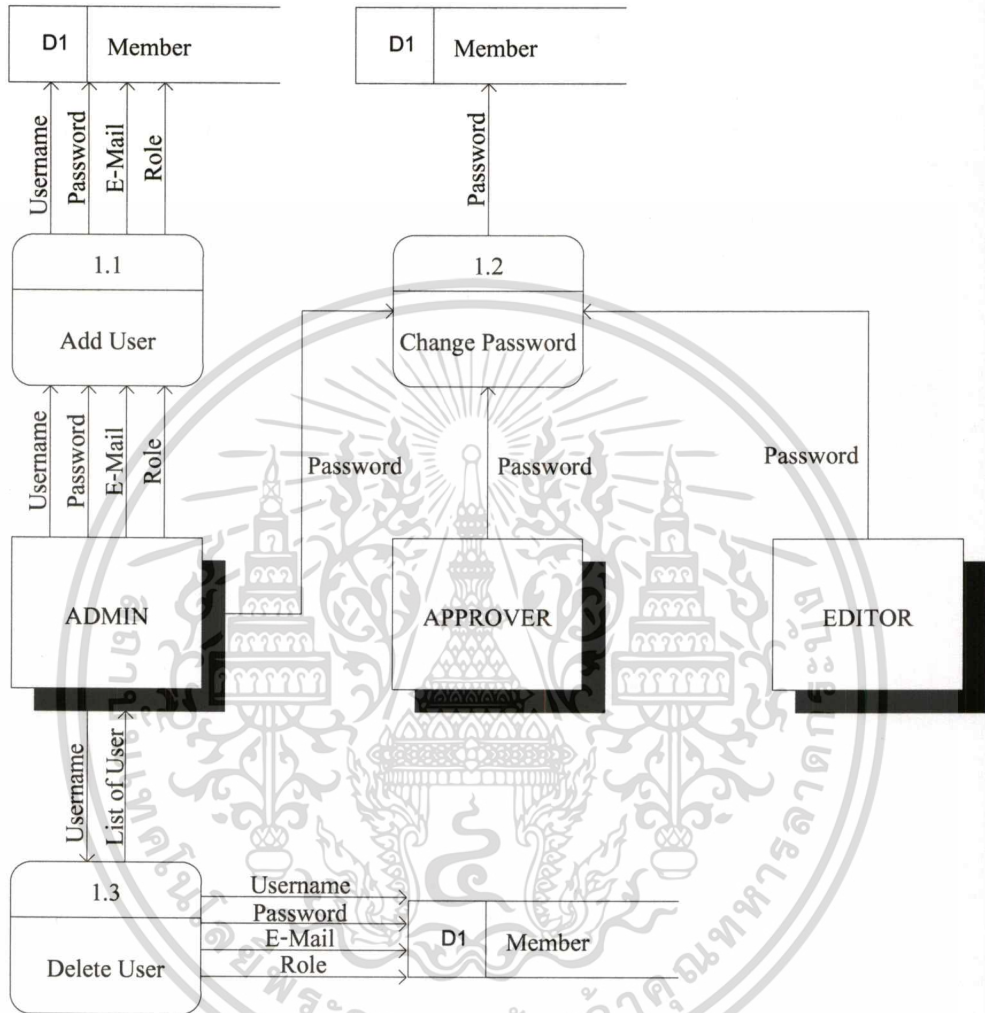 D1 Member
D1 Member
Username
Password
E-Mail
Role
Password
1.1
Add User
1.2
Change Password
Username
Password
E-Mail
Role
Password
Password
Password
ADMIN
APPROVER
EDITOR
Username
List of User
1.3
Delete User
Username
Password
E-Mail
Role
D1 Member